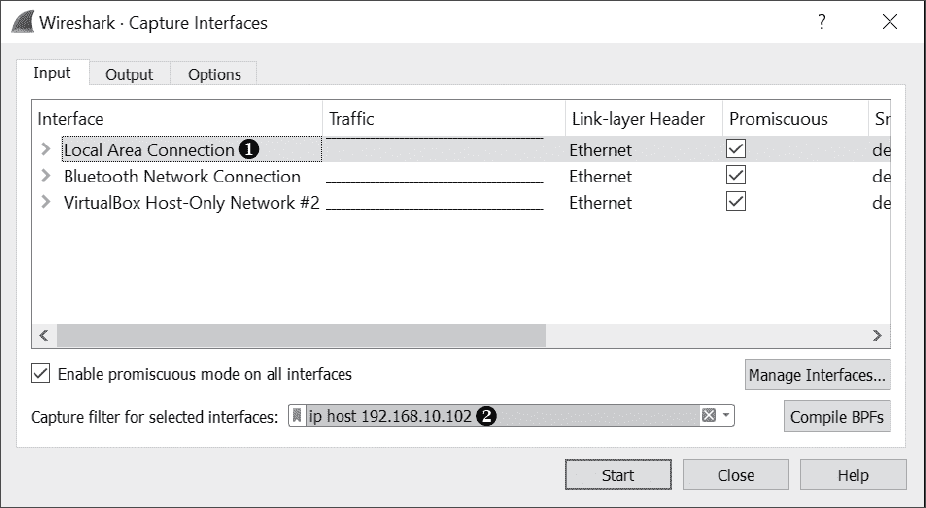 Wireshark · Capture Interfaces ? ×
Input Output Options
Interface Traffic Link-layer Header Promiscuous Sr
Local Area Connection ❶ Ethernet de
Bluetooth Network Connection Ethernet de
VirtualBox Host-Only Network #2 Ethernet de
Enable promiscuous mode on all interfaces Manage Interfaces...
Capture filter for selected interfaces: ip host 192.168.10.102 ❷ Compile BPFs
Start Close Help